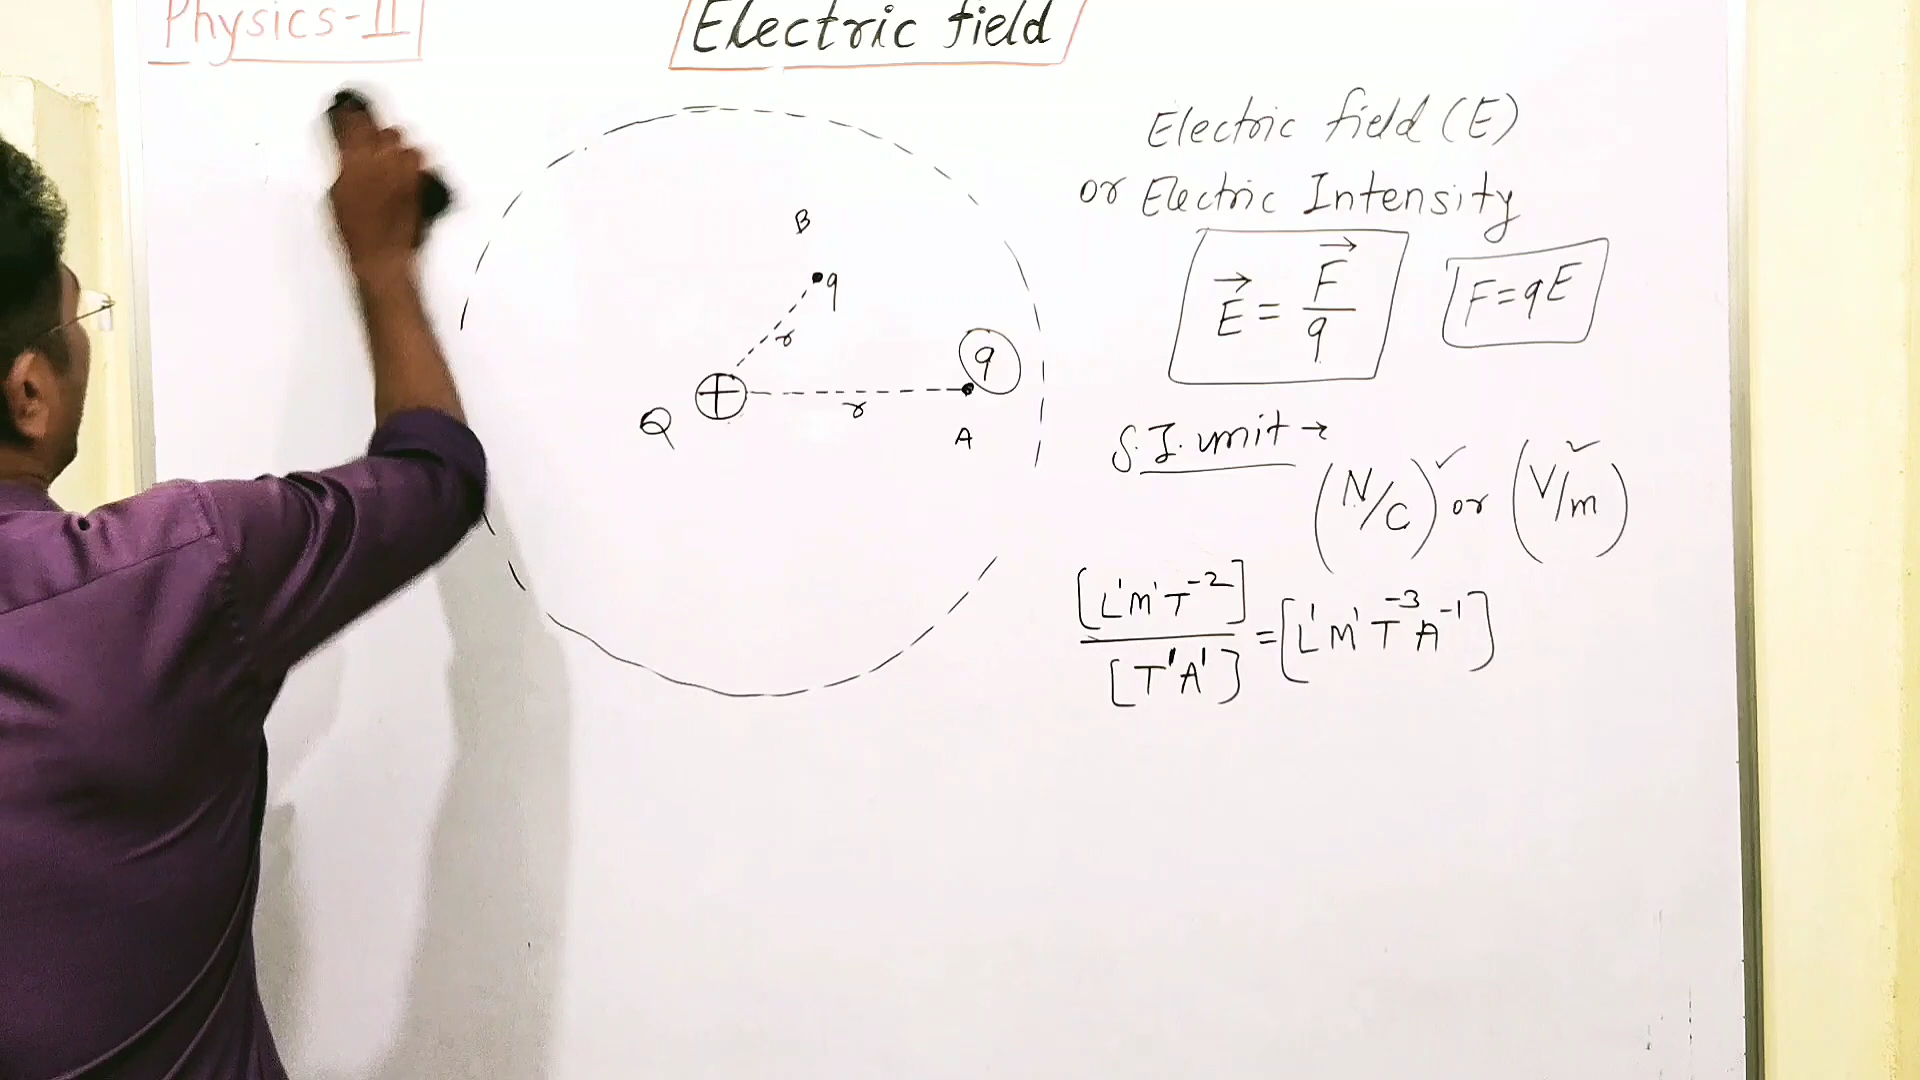 Physics-II
Electric field
Electric field (E)
or Electric Intensity
E⃗ = F⃗/q
F=qE
B
q
r
q
r
Q
A
S.I. unit →
(N/C)✓ or (V/m)✓
[L¹M¹T⁻²]/[T¹A¹] = [L¹M¹T⁻³A⁻¹]